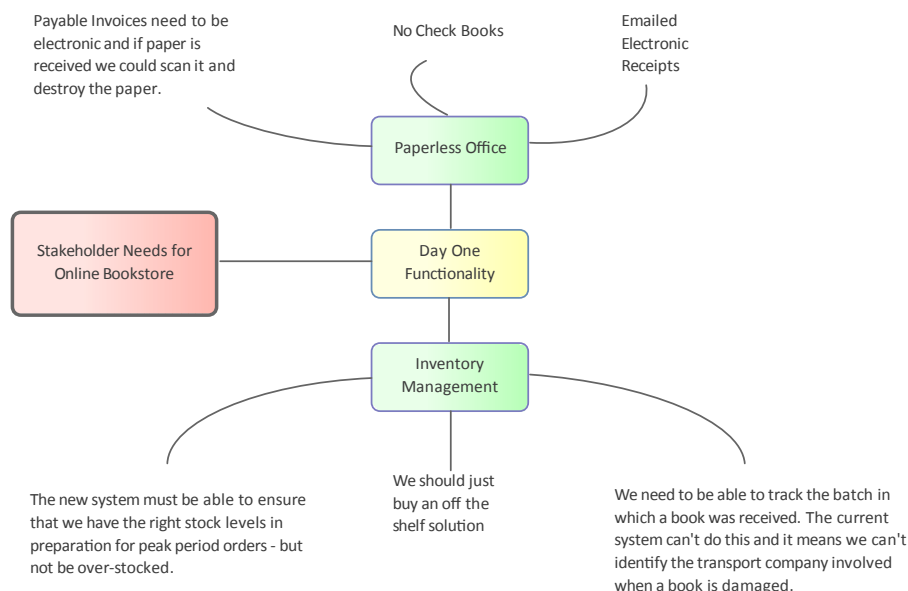 Payable Invoices need to be
electronic and if paper is
received we could scan it and
destroy the paper.
No Check Books
Emailed
Electronic
Receipts
Paperless Office
Stakeholder Needs for
Online Bookstore
Day One
Functionality
Inventory
Management
The new system must be able to ensure
that we have the right stock levels in
preparation for peak period orders - but
not be over-stocked.
We should just
buy an off the
shelf solution
We need to be able to track the batch in
which a book was received. The current
system can't do this and it means we can't
identify the transport company involved
when a book is damaged.